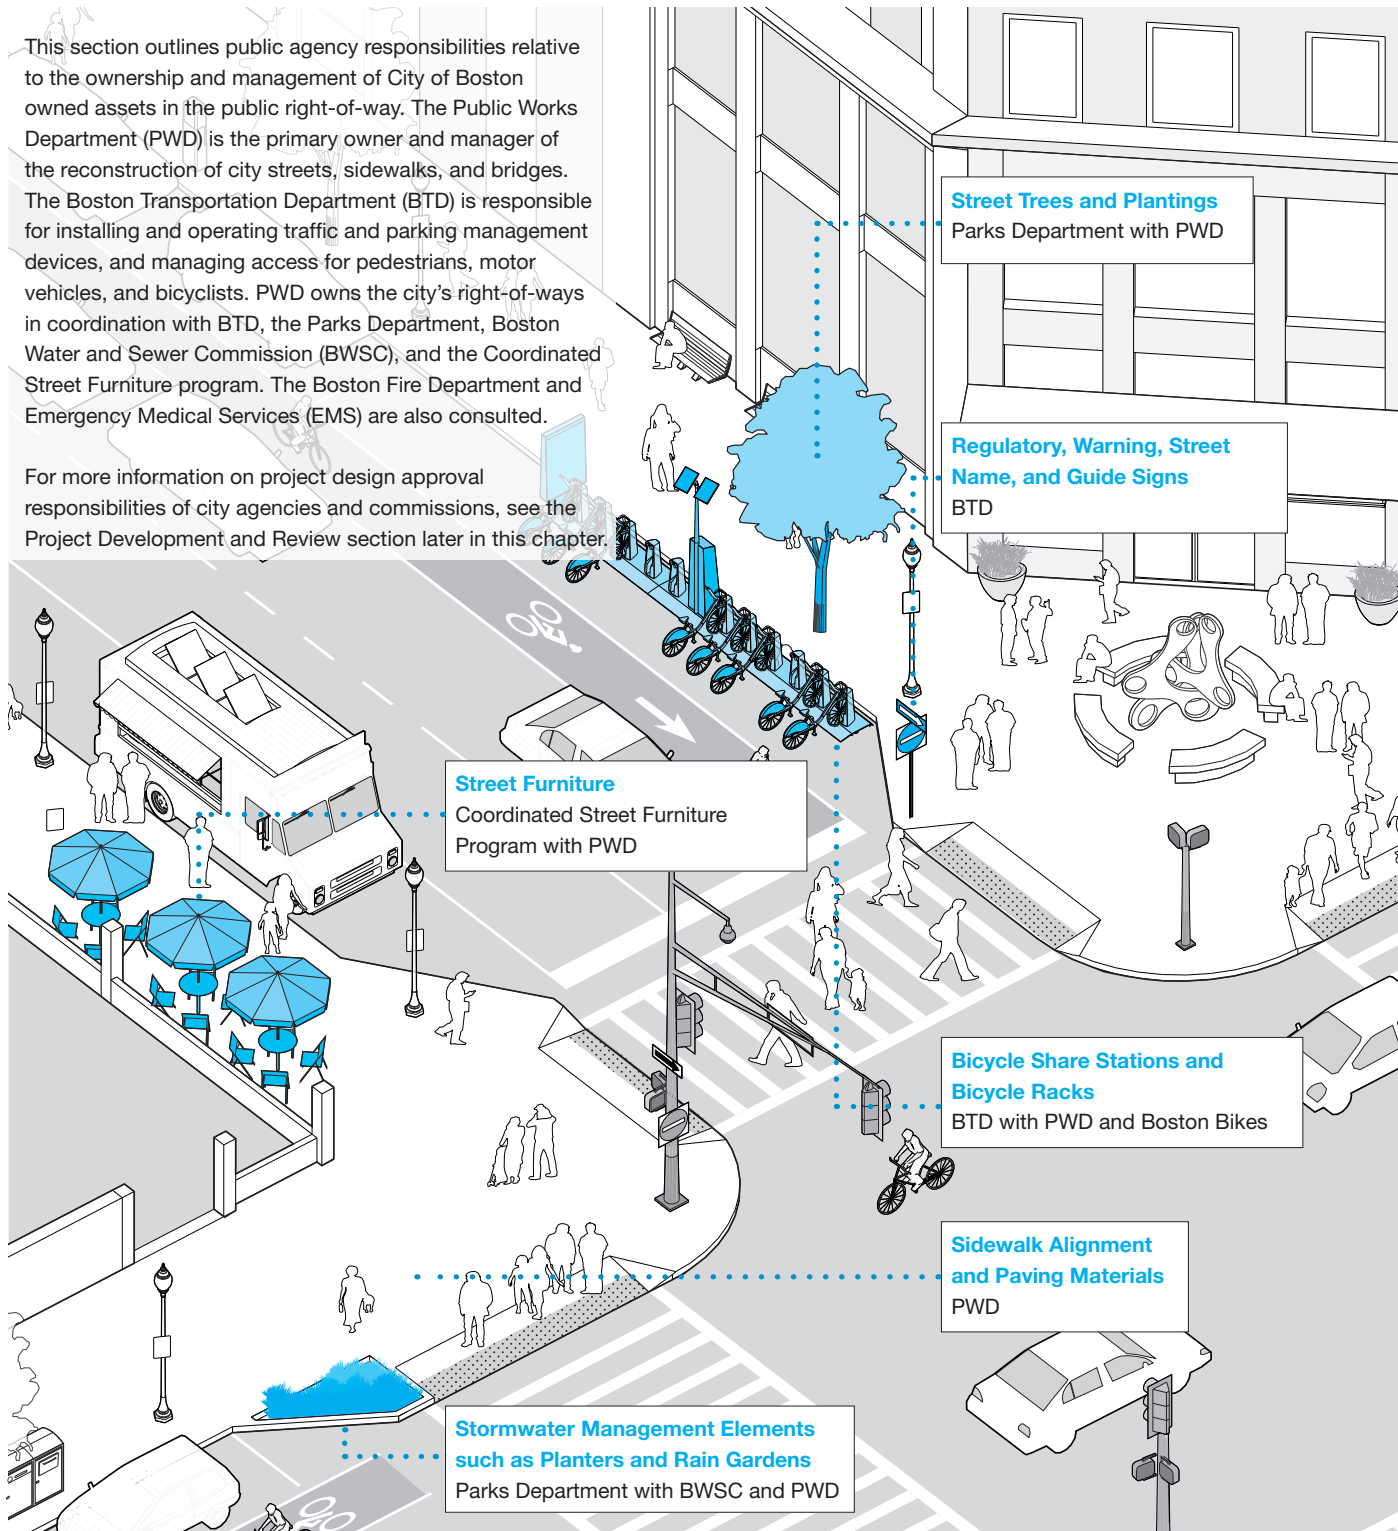 This section outlines public agency responsibilities relative
to the ownership and management of City of Boston
owned assets in the public right-of-way. The Public Works
Department (PWD) is the primary owner and manager of
the reconstruction of city streets, sidewalks, and bridges.
The Boston Transportation Department (BTD) is responsible
for installing and operating traffic and parking management
devices, and managing access for pedestrians, motor
vehicles, and bicyclists. PWD owns the city’s right-of-ways
in coordination with BTD, the Parks Department, Boston
Water and Sewer Commission (BWSC), and the Coordinated
Street Furniture program. The Boston Fire Department and
Emergency Medical Services (EMS) are also consulted.
For more information on project design approval
responsibilities of city agencies and commissions, see the
Project Development and Review section later in this chapter.
Street Trees and Plantings
Parks Department with PWD
Regulatory, Warning, Street
Name, and Guide Signs
BTD
Street Furniture
Coordinated Street Furniture
Program with PWD
Bicycle Share Stations and
Bicycle Racks
BTD with PWD and Boston Bikes
Sidewalk Alignment
and Paving Materials
PWD
Stormwater Management Elements
such as Planters and Rain Gardens
Parks Department with BWSC and PWD